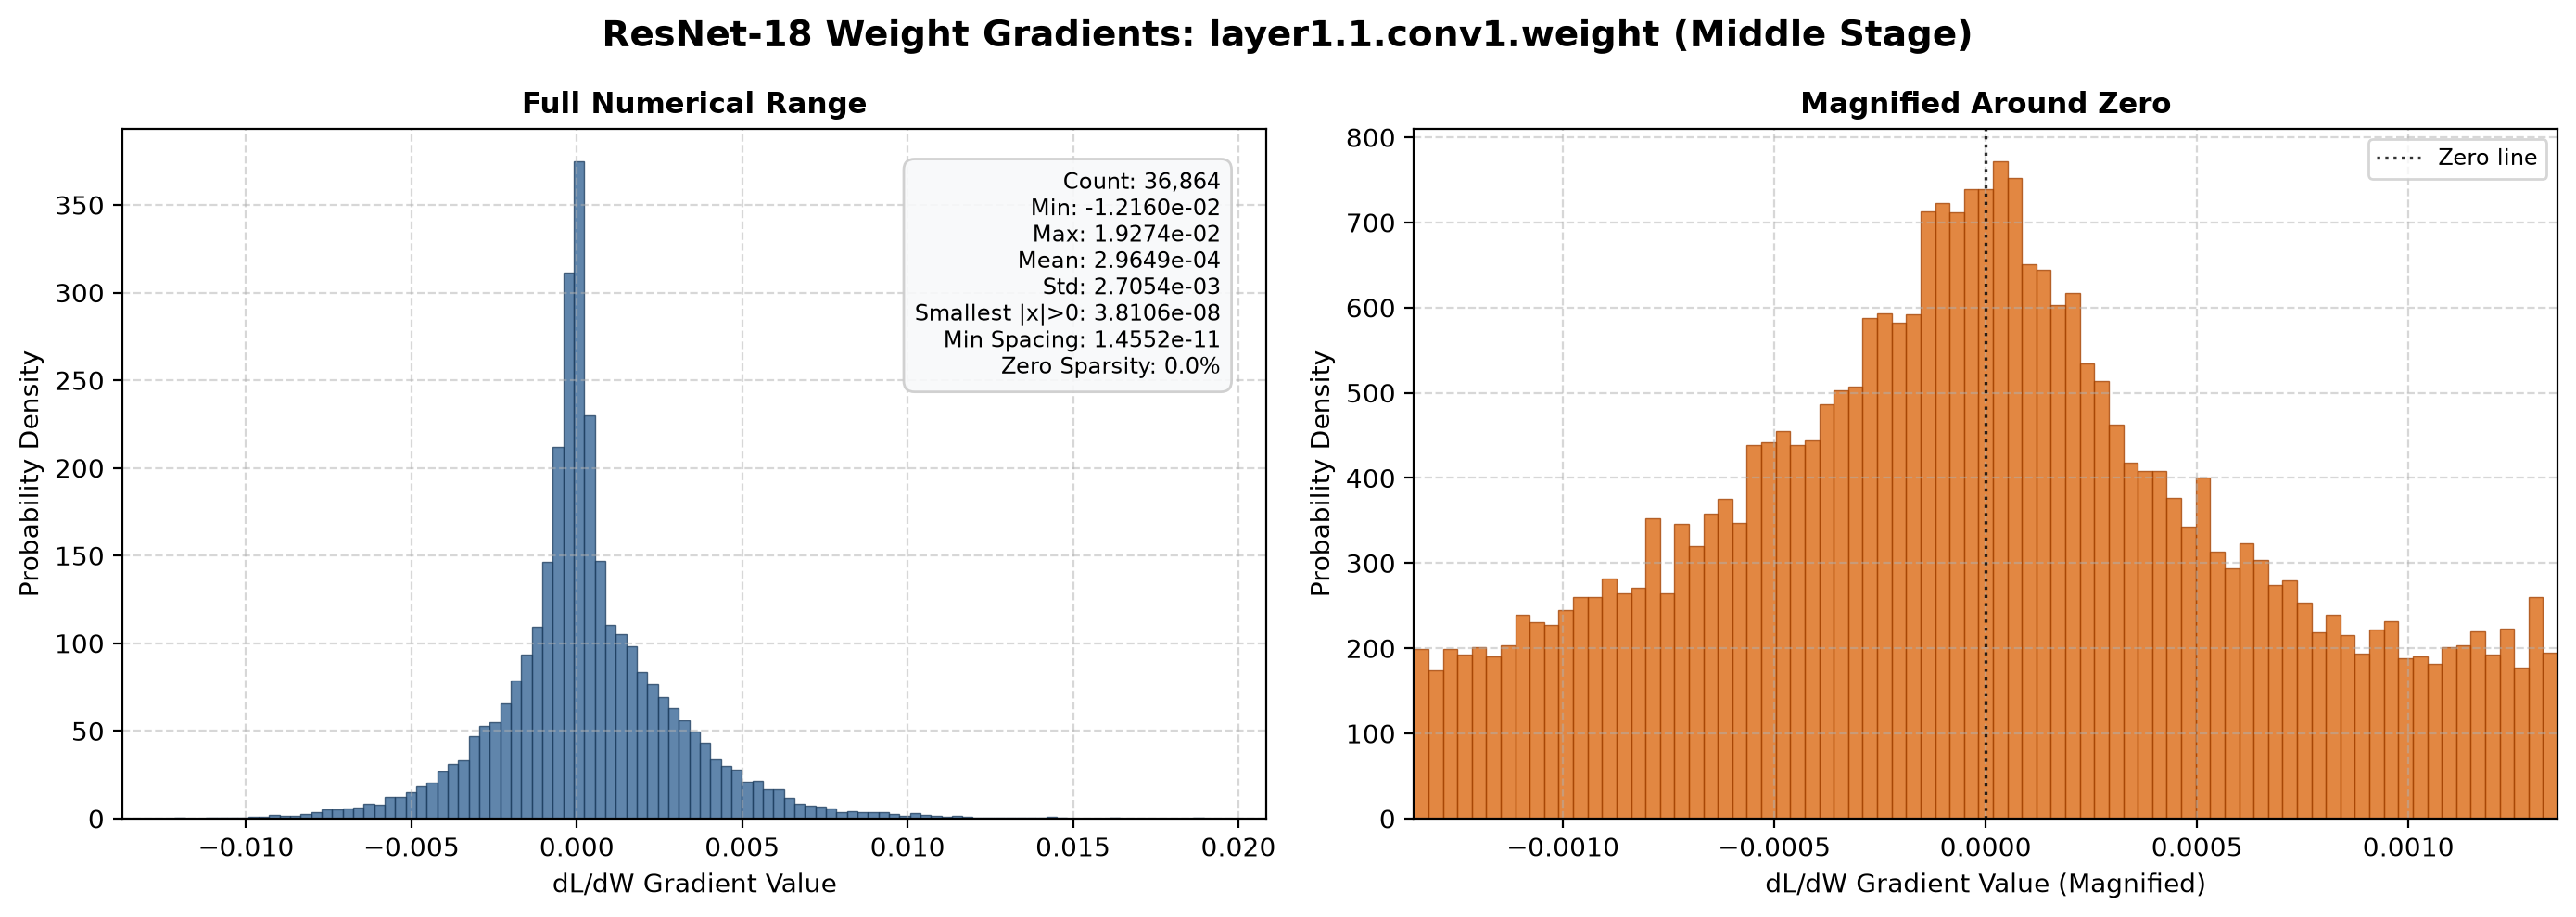 ResNet-18 Weight Gradients: layer1.1.conv1.weight (Middle Stage)
Full Numerical Range
Probability Density
350
300
250
200
150
100
50
0
Count: 36,864
Min: -1.2160e-02
Max: 1.9274e-02
Mean: 2.9649e-04
Std: 2.7054e-03
Smallest |x|>0: 3.8106e-08
Min Spacing: 1.4552e-11
Zero Sparsity: 0.0%
−0.010 −0.005 0.000 0.005 0.010 0.015 0.020
dL/dW Gradient Value
Magnified Around Zero
Probability Density
800
700
600
500
400
300
200
100
0
Zero line
−0.0010 −0.0005 0.0000 0.0005 0.0010
dL/dW Gradient Value (Magnified)